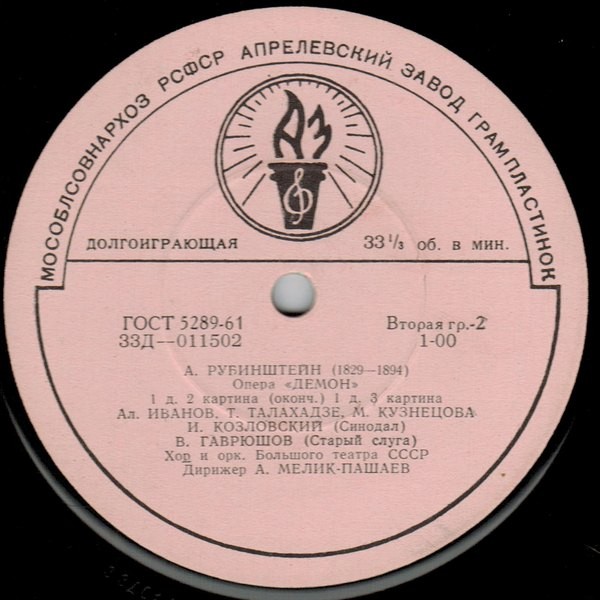 МОСОБЛСОВНАРХОЗ РСФСР АПРЕЛЕВСКИЙ ЗАВОД ГРАМПЛАСТИНОК
АЗ
ДОЛГОИГРАЮЩАЯ 33⅓ об. в мин.
ГОСТ 5289-61 Вторая гр.-2
33Д—011502 1-00
А. РУБИНШТЕЙН (1829—1894)
Опера «ДЕМОН»
1 д. 2 картина (оконч.) 1 д. 3 картина
Ал. ИВАНОВ, Т. ТАЛАХАДЗЕ, М. КУЗНЕЦОВА
И. КОЗЛОВСКИЙ (Синодал)
В. ГАВРЮШОВ (Старый слуга)
Хор и орк. Большого театра СССР
Дирижер А. МЕЛИК-ПАШАЕВ